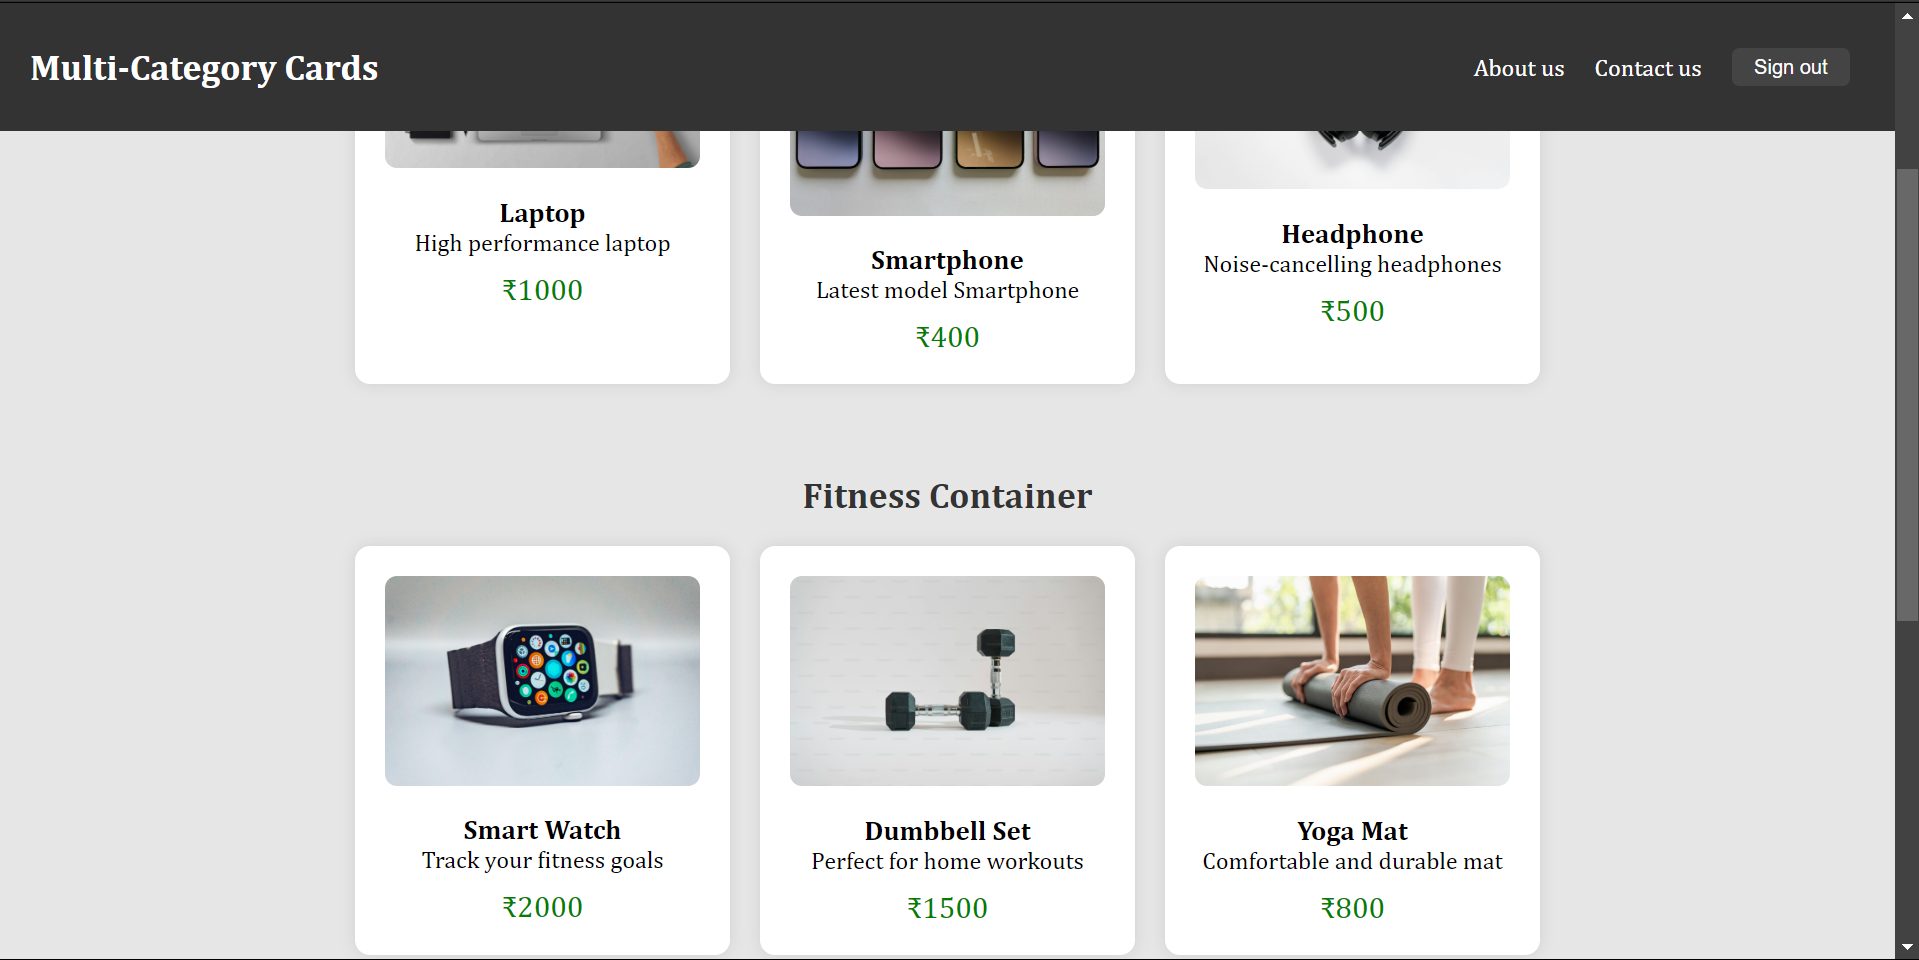 Multi-Category Cards
About us
Contact us
Sign out
Laptop
High performance laptop
₹1000
Smartphone
Latest model Smartphone
₹400
Headphone
Noise-cancelling headphones
₹500
Fitness Container
Smart Watch
Track your fitness goals
₹2000
Dumbbell Set
Perfect for home workouts
₹1500
Yoga Mat
Comfortable and durable mat
₹800